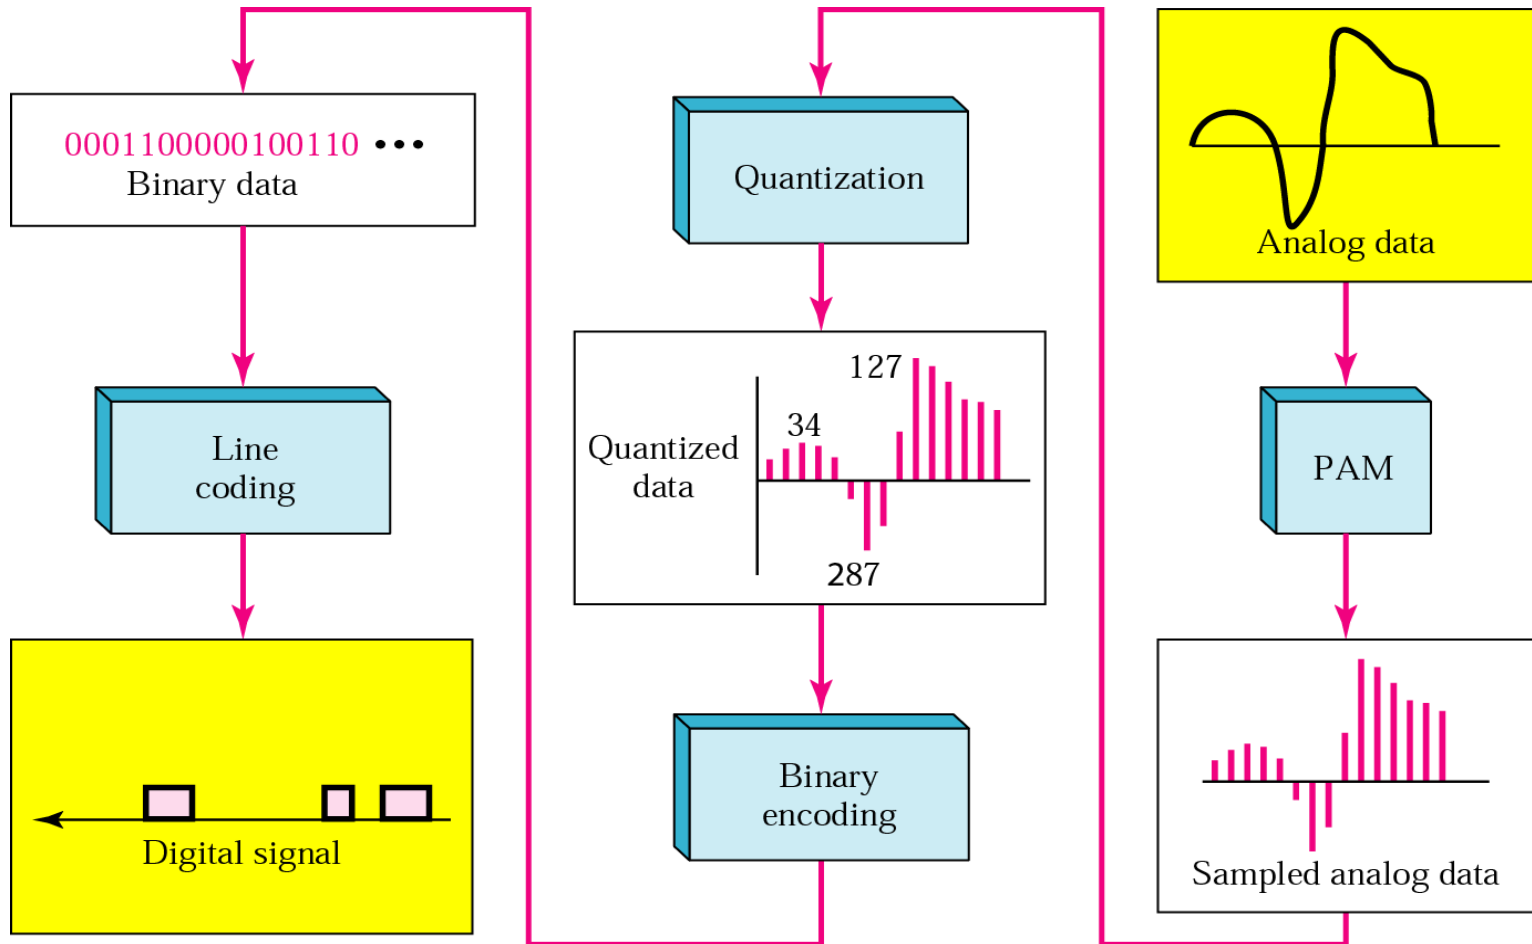 0001100000100110 •••
Binary data
Line
coding
Digital signal
Quantization
127
34
Quantized
data
287
Binary
encoding
Analog data
PAM
Sampled analog data